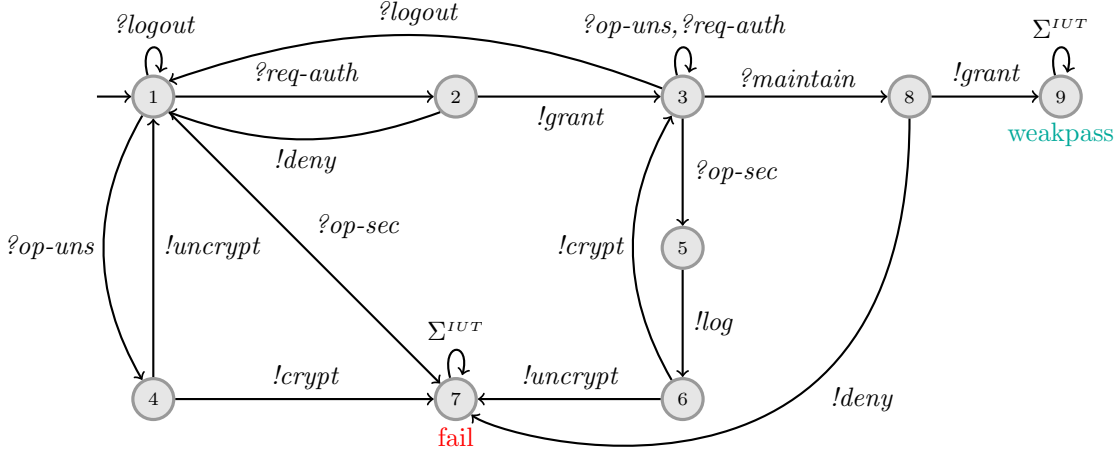 ?logout
?logout
?op-uns,?req-auth
Σ^IUT
?req-auth
?maintain
!grant
1
2
3
8
9
!grant
weakpass
!deny
?op-sec
?op-sec
?op-uns
!uncrypt
!crypt
5
!log
Σ^IUT
!crypt
!uncrypt
4
7
6
!deny
fail